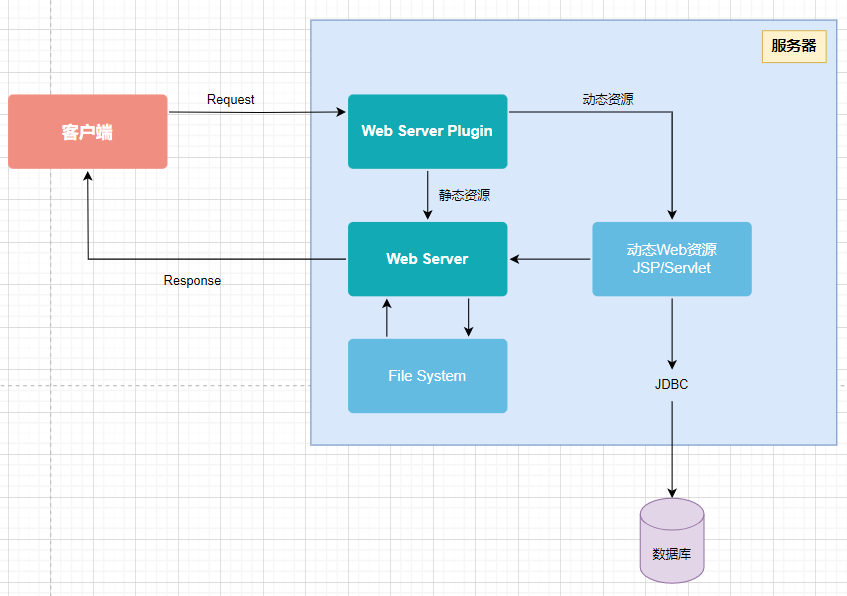 服务器
Request
动态资源
客户端
Web Server Plugin
静态资源
Web Server
动态Web资源
JSP/Servlet
Response
File System
JDBC
数据库